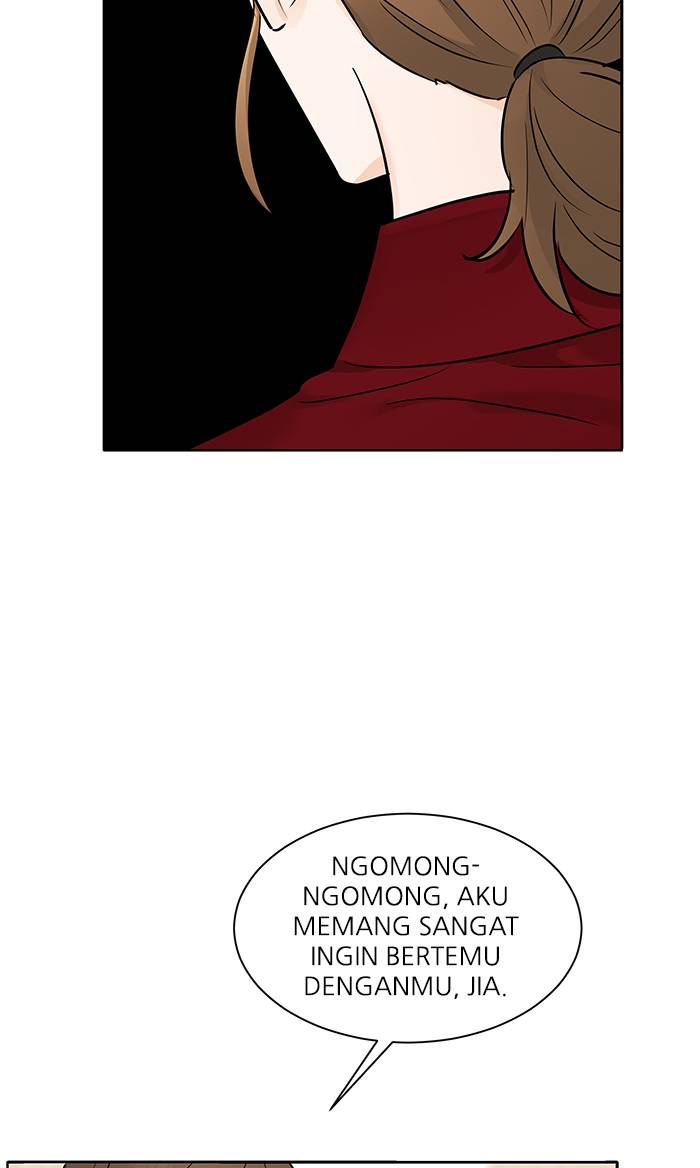 NGOMONG-
NGOMONG, AKU
MEMANG SANGAT
INGIN BERTEMU
DENGANMU, JIA.